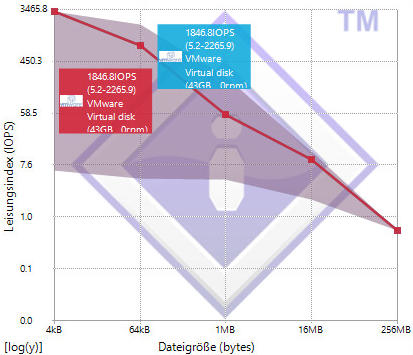 3465.8
450.3
58.5
7.6
1.0
0.1
0.0
Leisungsindex (IOPS)
TM
1846.8IOPS
(5.2-2265.9)
VMware
Virtual disk
(43GB, 0rpm)
1846.8IOPS
(5.2-2265.9)
VMware
Virtual disk
(43GB, 0rpm)
4kB
64kB
1MB
16MB
256MB
[log(y)]
Dateigröße (bytes)